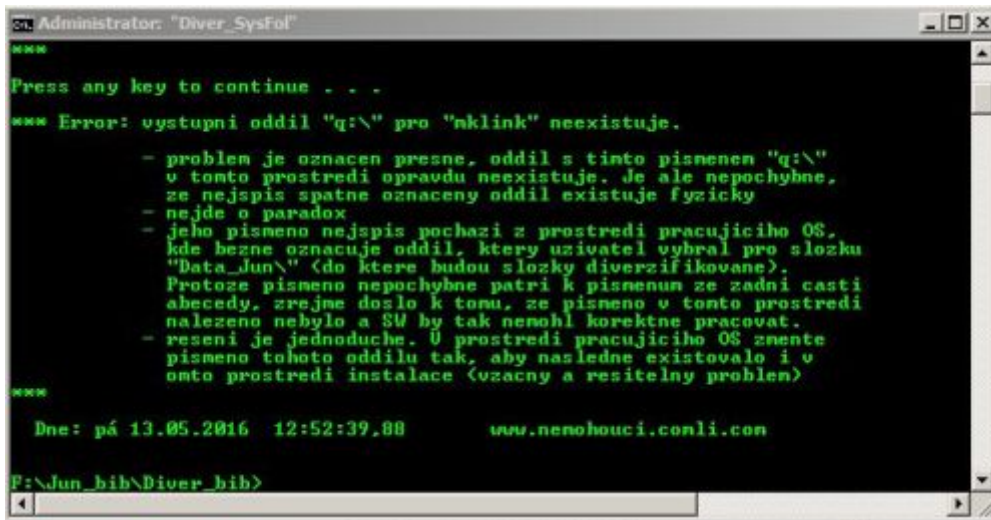 Administrator: "Diver_SysFol"
***
Press any key to continue . . .
*** Error: vystupni oddil "q:\" pro "mklink" neexistuje.
- problem je oznacen presne, oddil s timto pismenem "q:\"
v tomto prostredi opravdu neexistuje. Je ale nepochybne,
ze nejspis spatne oznaceny oddil existuje fyzicky
- nejde o paradox
- jeho pismeno nejspis pochazi z prostredi pracujiciho OS,
kde bezne oznacuje oddil, ktery uzivatel vybral pro slozku
"Data_Jun\" (do ktere budou slozky diverzifikovane).
Protoze pismeno nepochybne patri k pismenum ze zadni casti
abecedy, zrejme doslo k tomu, ze pismeno v tomto prostredi
nalezeno nebylo a SW by tak nemohl korektne pracovat.
- reseni je jednoduche. V prostredi pracujiciho OS zmente
pismeno tohoto oddilu tak, aby nasledne existovalo i v
omto prostredi instalace (vzacny a resitelny problem)
***
Dne: pá 13.05.2016 12:52:39,88 www.nemohouci.comli.com
F:\Jun_bib\Diver_bib>